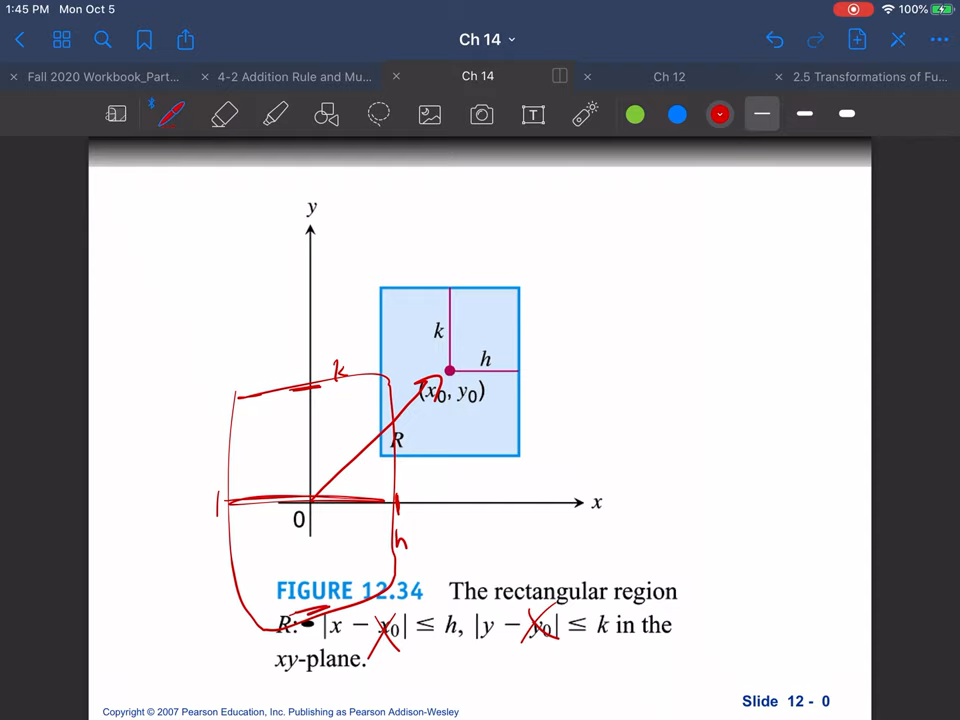 1:45 PM Mon Oct 5
100%
Ch 14
Fall 2020 Workbook_Part...
4-2 Addition Rule and Mu...
Ch 14
Ch 12
2.5 Transformations of Fu...
y
k
k
h
(x₀, y₀)
R
x
0
h
FIGURE 12.34 The rectangular region
R: |x − x₀| ≤ h, |y − y₀| ≤ k in the
xy-plane.
Slide 12 - 0
Copyright © 2007 Pearson Education, Inc. Publishing as Pearson Addison-Wesley